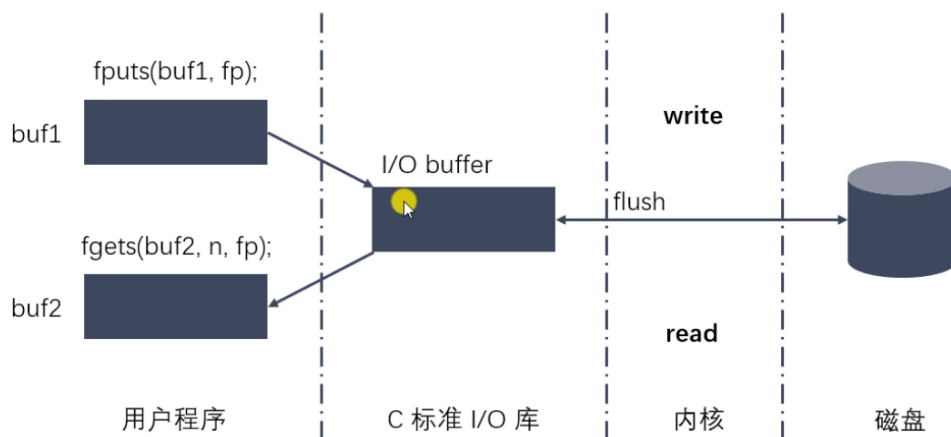 fputs(buf1, fp);
buf1
write
I/O buffer
flush
fgets(buf2, n, fp);
buf2
read
用户程序
C 标准 I/O 库
内核
磁盘